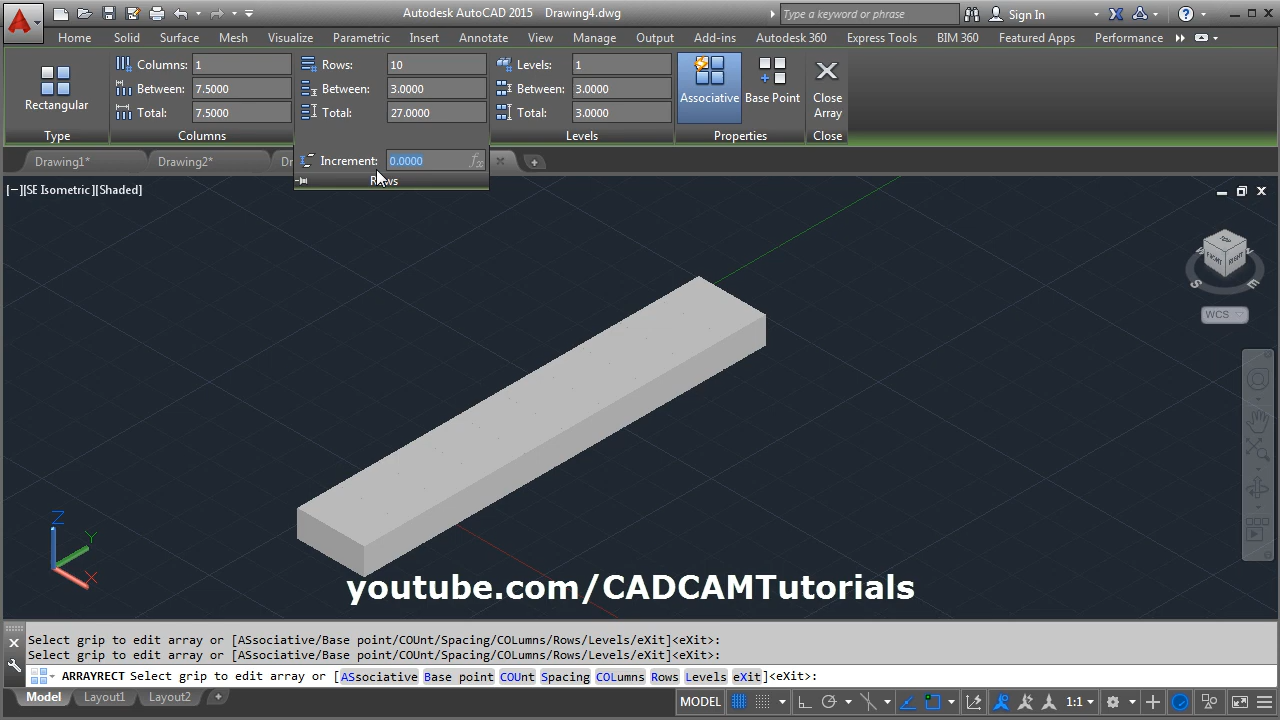 Autodesk AutoCAD 2015 Drawing4.dwg
Type a keyword or phrase
Sign In
Home Solid Surface Mesh Visualize Parametric Insert Annotate View Manage Output Add-ins Autodesk 360 Express Tools BIM 360 Featured Apps Performance
Columns: 1 Rows: 10 Levels: 1
Between: 7.5000 Between: 3.0000 Between: 3.0000
Total: 7.5000 Total: 27.0000 Total: 3.0000
Rectangular
Associative Base Point Close
Array
Type Columns Levels Properties Close
Increment: 0.0000 fx
Drawing1* Drawing2*
[−][SE Isometric][Shaded]
TOP
FRONT RIGHT
S E
WCS
Z
Y
X
youtube.com/CADCAMTutorials
Select grip to edit array or [ASsociative/Base point/COUnt/Spacing/COLumns/Rows/Levels/eXit]<eXit>:
Select grip to edit array or [ASsociative/Base point/COUnt/Spacing/COLumns/Rows/Levels/eXit]<eXit>:
ARRAYRECT Select grip to edit array or [ASsociative Base point COUnt Spacing COLumns Rows Levels eXit]<eXit>:
Model Layout1 Layout2 +
MODEL 1:1